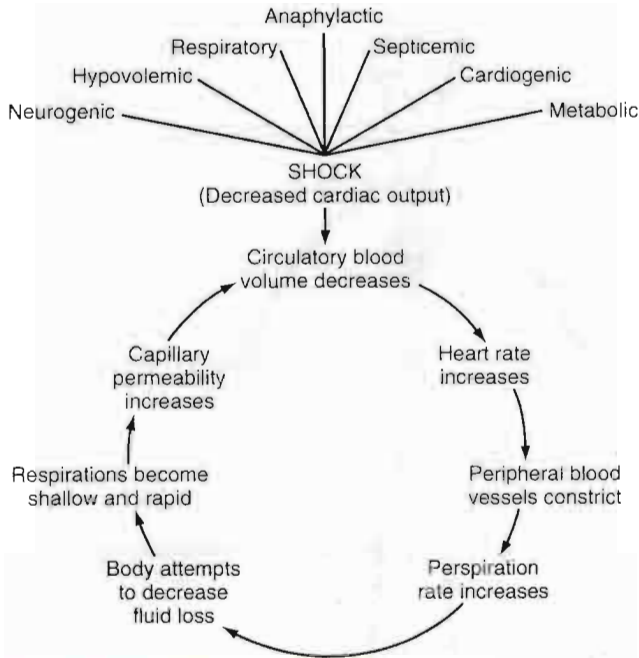 Anaphylactic
Respiratory
Septicemic
Hypovolemic
Cardiogenic
Neurogenic
Metabolic
SHOCK
(Decreased cardiac output)
Circulatory blood
volume decreases
Heart rate
increases
Peripheral blood
vessels constrict
Perspiration
rate increases
Body attempts
to decrease
fluid loss
Respirations become
shallow and rapid
Capillary
permeability
increases